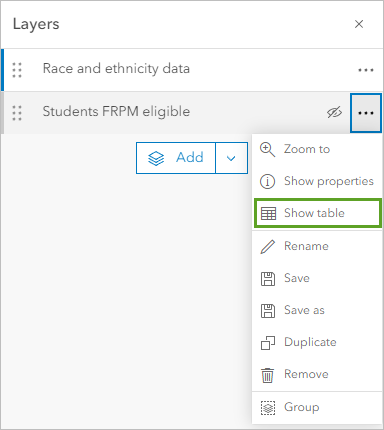 Layers
Race and ethnicity data
Students FRPM eligible
Add
Zoom to
Show properties
Show table
Rename
Save
Save as
Duplicate
Remove
Group